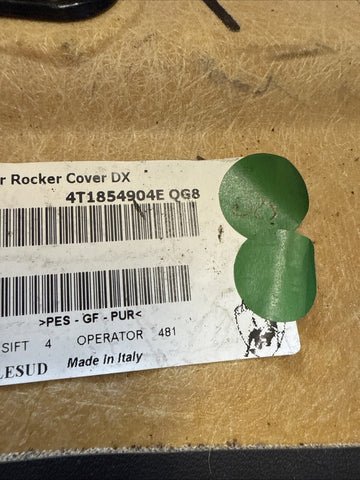 r Rocker Cover DX
4T1854904E QG8
>PES - GF - PUR<
SIFT 4 OPERATOR 481
LESUD Made in Italy